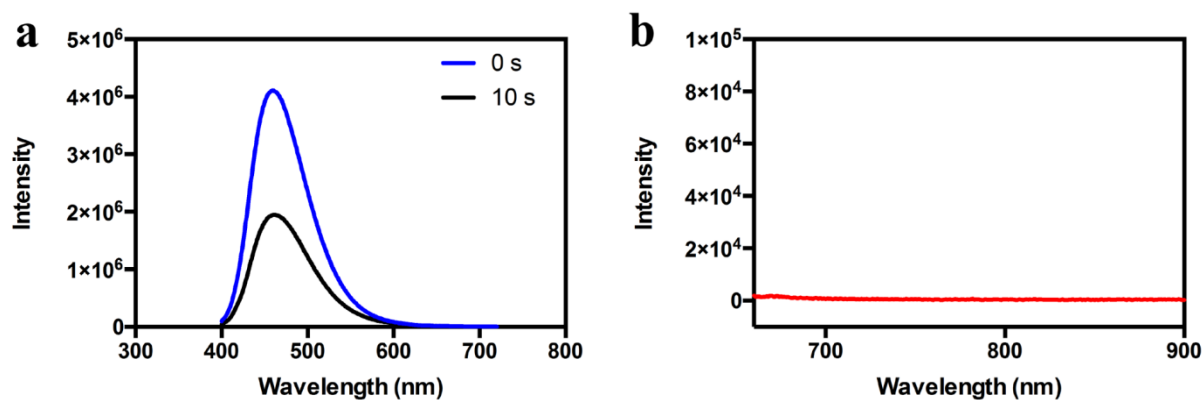 a
5×10⁶
4×10⁶
3×10⁶
2×10⁶
1×10⁶
0
Intensity
0 s
10 s
300 400 500 600 700 800
Wavelength (nm)
b
1×10⁵
8×10⁴
6×10⁴
4×10⁴
2×10⁴
0
Intensity
700 800 900
Wavelength (nm)